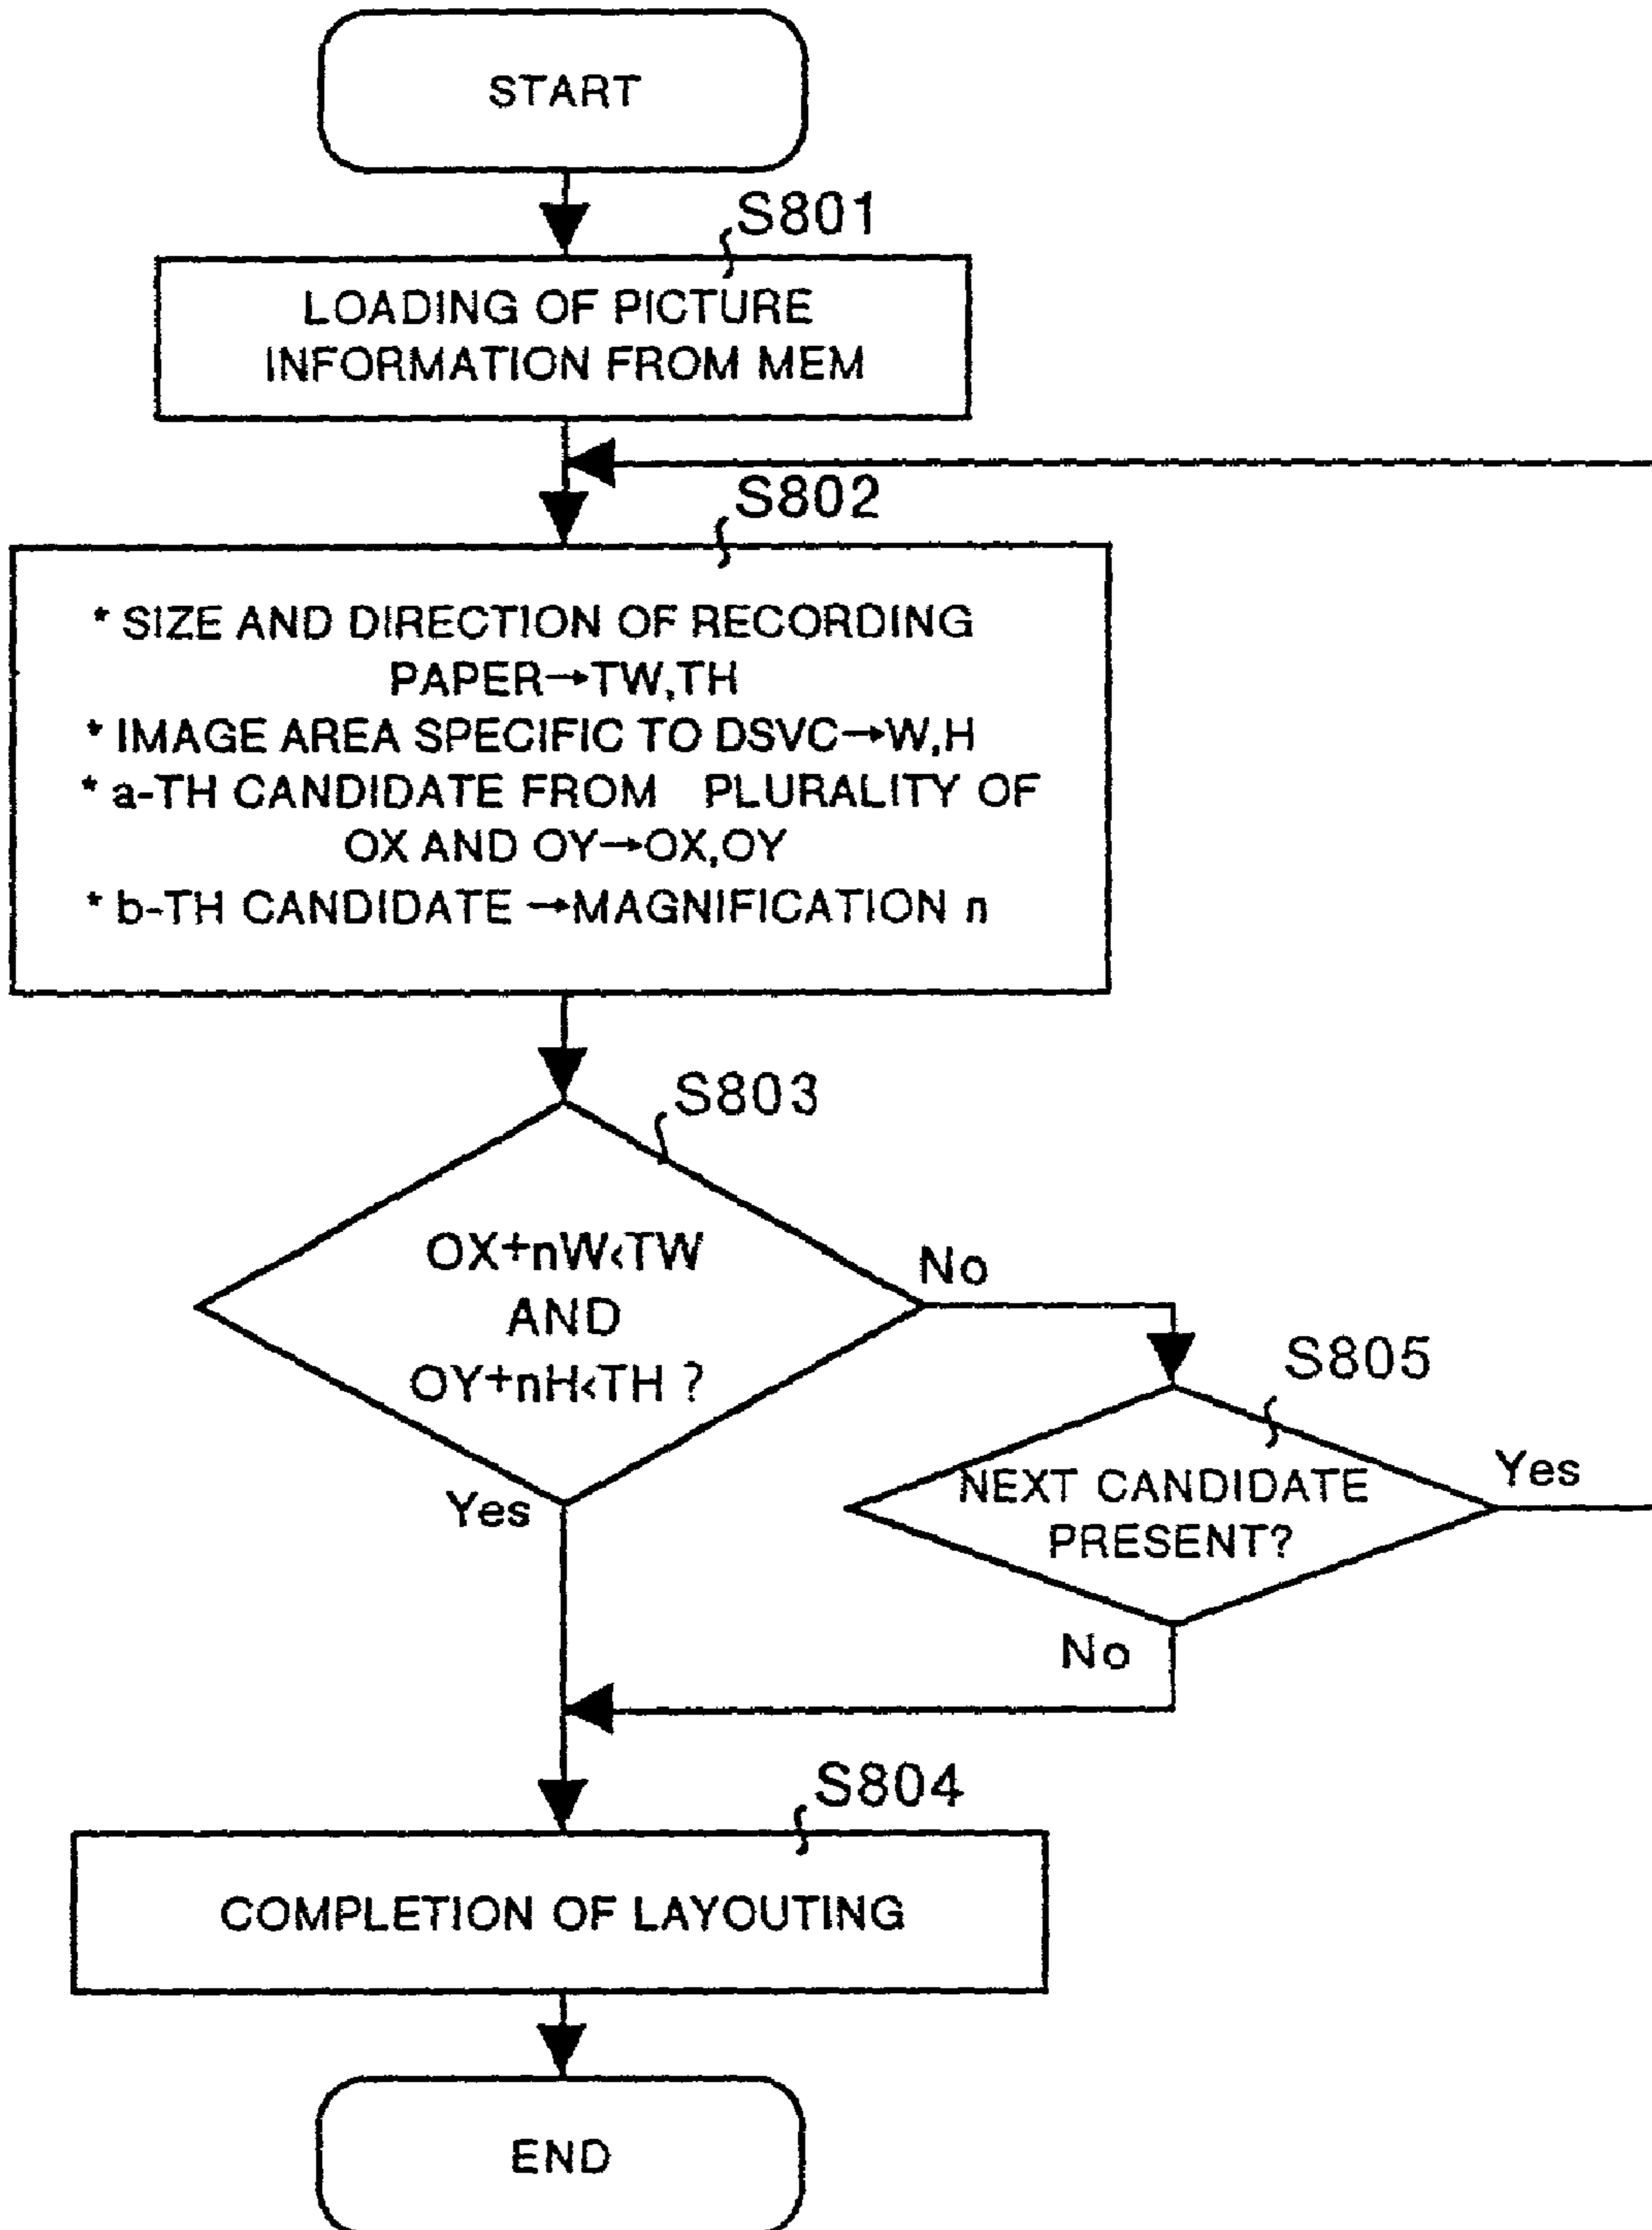 START
S801
LOADING OF PICTURE
INFORMATION FROM MEM
S802
* SIZE AND DIRECTION OF RECORDING
PAPER→TW,TH
* IMAGE AREA SPECIFIC TO DSVC→W,H
* a-TH CANDIDATE FROM PLURALITY OF
OX AND OY→OX,OY
* b-TH CANDIDATE →MAGNIFICATION n
S803
OX+nW<TW
AND
OY+nH<TH ?
No
Yes
S805
NEXT CANDIDATE
PRESENT?
Yes
No
S804
COMPLETION OF LAYOUTING
END